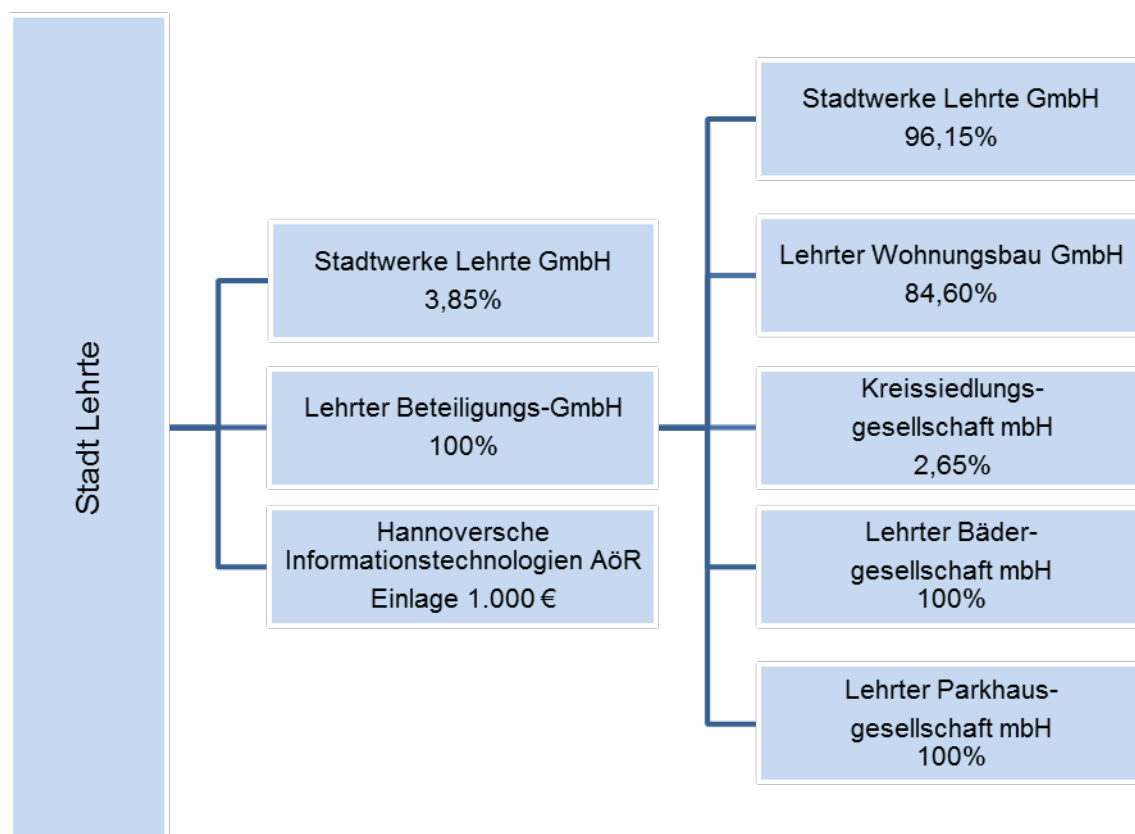 Stadt Lehrte
Stadtwerke Lehrte GmbH
3,85%
Lehrter Beteiligungs-GmbH
100%
Hannoversche
Informationstechnologien AöR
Einlage 1.000 €
Stadtwerke Lehrte GmbH
96,15%
Lehrter Wohnungsbau GmbH
84,60%
Kreissiedlungs-
gesellschaft mbH
2,65%
Lehrter Bäder-
gesellschaft mbH
100%
Lehrter Parkhaus-
gesellschaft mbH
100%